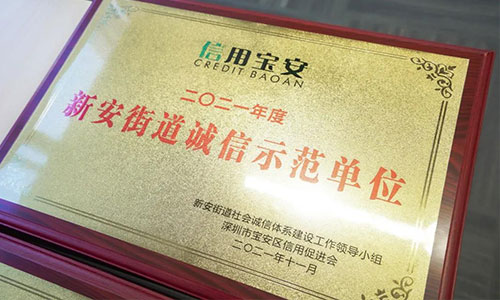 信用宝安
CREDIT BAOAN
二〇二一年度
新安街道诚信示范单位
新安街道社会诚信体系建设工作领导小组
深圳市宝安区信用促进会
二〇二一年十一月